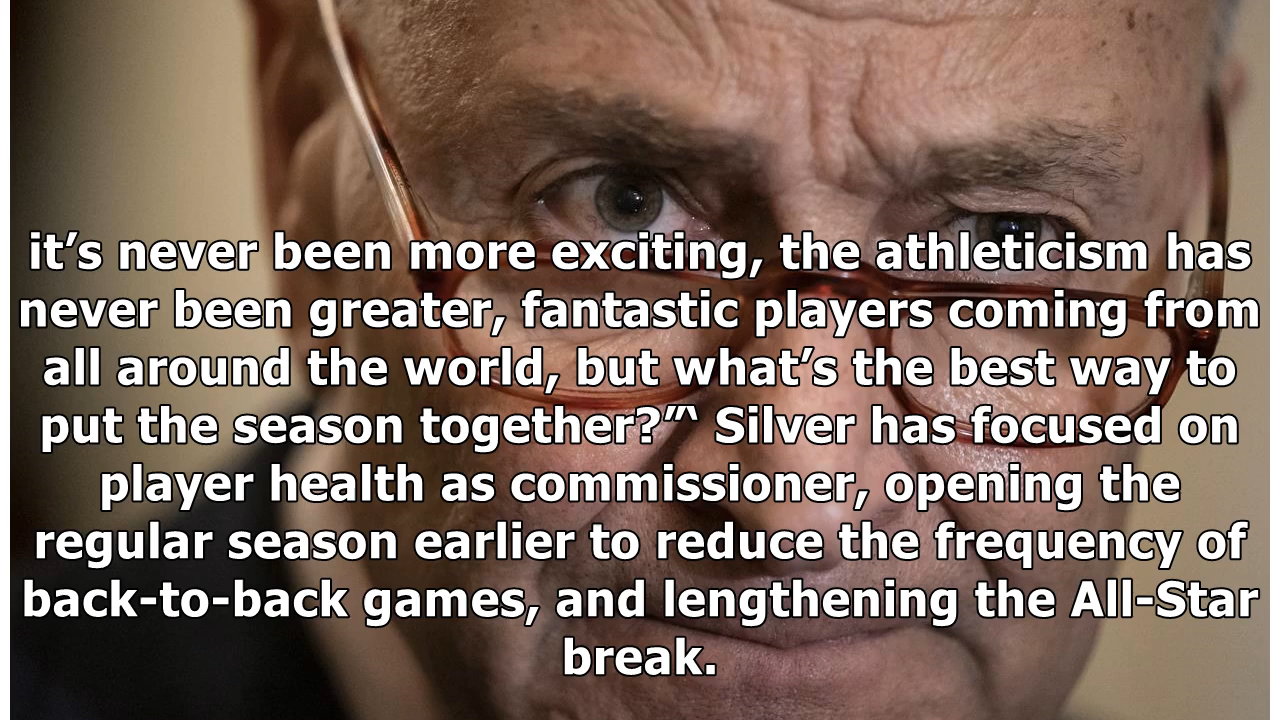 it’s never been more exciting, the athleticism has
never been greater, fantastic players coming from
all around the world, but what’s the best way to
put the season together?”‘ Silver has focused on
player health as commissioner, opening the
regular season earlier to reduce the frequency of
back-to-back games, and lengthening the All-Star
break.